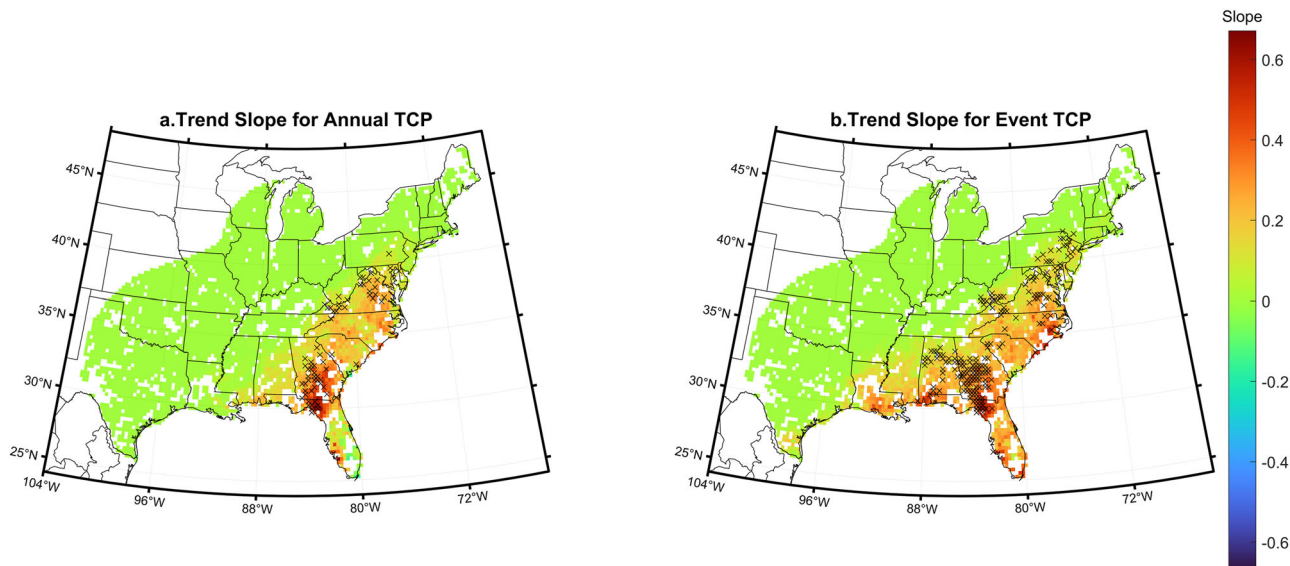 Slope
a.Trend Slope for Annual TCP
b.Trend Slope for Event TCP
45°N
40°N
35°N
30°N
25°N
104°W
96°W
88°W
80°W
72°W
45°N
40°N
35°N
30°N
25°N
104°W
96°W
88°W
80°W
72°W
0.6
0.4
0.2
0
-0.2
-0.4
-0.6